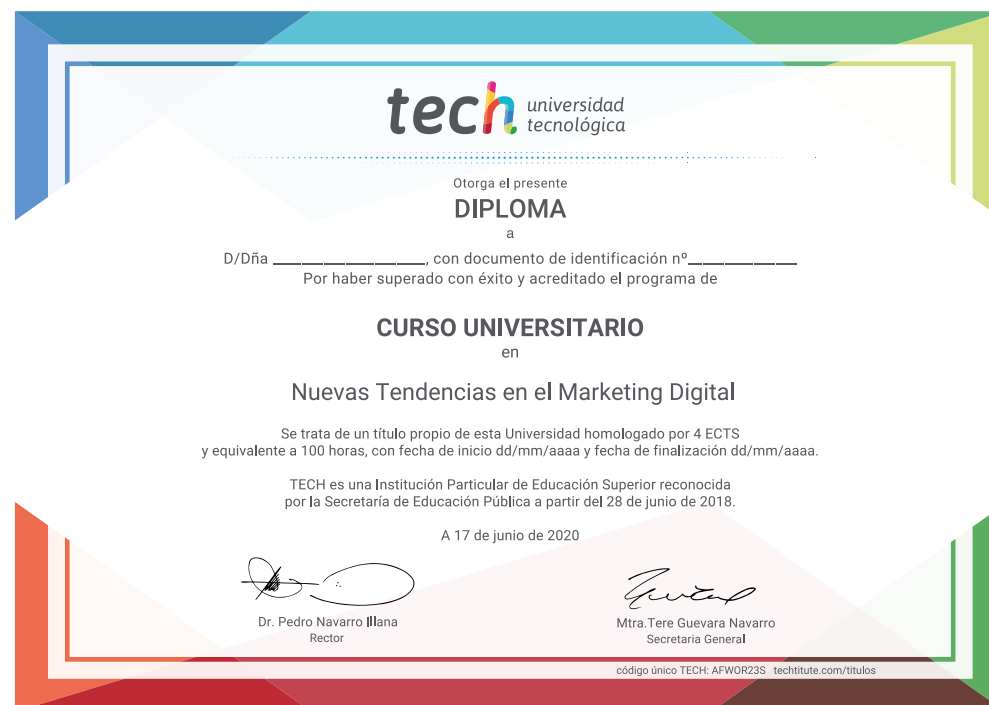 tech universidad
tecnológica
Otorga el presente
DIPLOMA
a
D/Dña ____________________, con documento de identificación nº______________
Por haber superado con éxito y acreditado el programa de
CURSO UNIVERSITARIO
en
Nuevas Tendencias en el Marketing Digital
Se trata de un título propio de esta Universidad homologado por 4 ECTS
y equivalente a 100 horas, con fecha de inicio dd/mm/aaaa y fecha de finalización dd/mm/aaaa.
TECH es una Institución Particular de Educación Superior reconocida
por la Secretaría de Educación Pública a partir del 28 de junio de 2018.
A 17 de junio de 2020
Dr. Pedro Navarro Illana
Rector
Mtra.Tere Guevara Navarro
Secretaria General
código único TECH: AFWOR23S techtitute.com/titulos